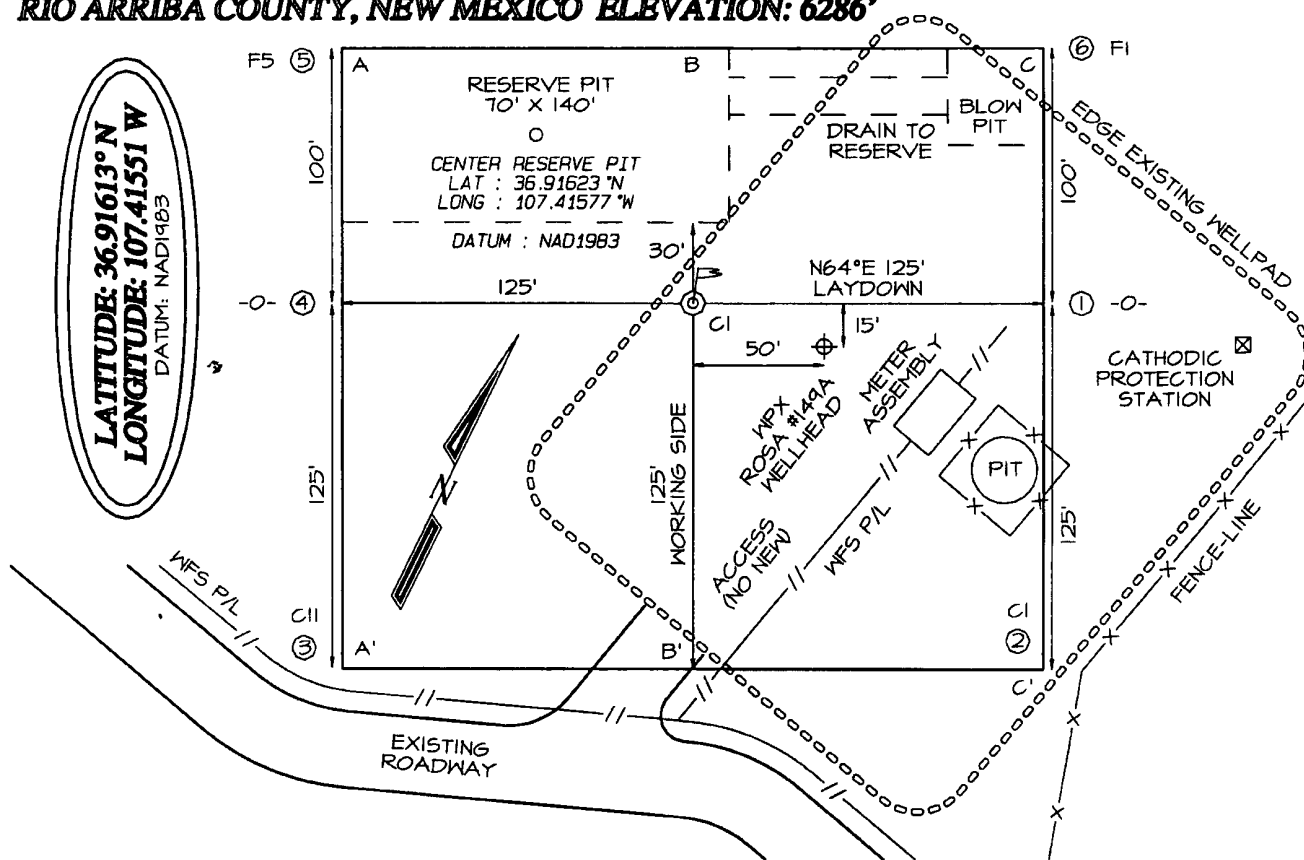 RIO ARRIBA COUNTY, NEW MEXICO ELEVATION: 6286'
F5 ⑤
A
B
C
⑥ F1
LATITUDE: 36.91613° N
LONGITUDE: 107.41551 W
DATUM: NAD1983
RESERVE PIT
70' X 140'
CENTER RESERVE PIT
LAT : 36.91623 °N
LONG : 107.41577 °W
DATUM : NAD1983
BLOW
PIT
DRAIN TO
RESERVE
EDGE EXISTING WELLPAD
100'
100'
30'
-0- ④
125'
N64°E 125'
LAYDOWN
① -0-
C1
15'
50'
CATHODIC
PROTECTION
STATION
METER
ASSEMBLY
WPX
ROSA #149A
WELLHEAD
PIT
125'
N
125'
WORKING SIDE
125'
ACCESS
(NO NEW)
WFS P/L
FENCE-LINE
WFS P/L
C11
③
A'
B'
C1
②
C'
EXISTING
ROADWAY